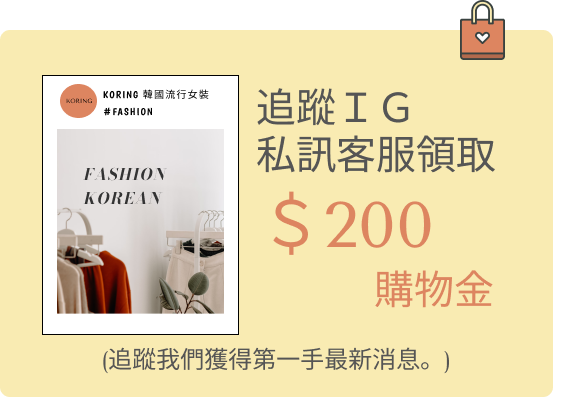 KORING
KORING 韓國流行女裝
#FASHION
FASHION
KOREAN
追蹤ＩＧ
私訊客服領取
＄200
購物金
(追蹤我們獲得第一手最新消息。)